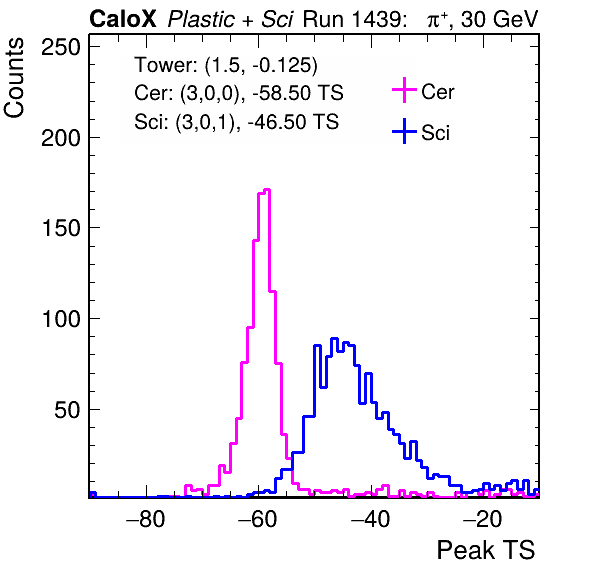 CaloX Plastic + Sci Run 1439: π⁺, 30 GeV
Counts
250
200
150
100
50
Tower: (1.5, -0.125)
Cer: (3,0,0), -58.50 TS
Sci: (3,0,1), -46.50 TS
Cer
Sci
−80 −60 −40 −20
Peak TS